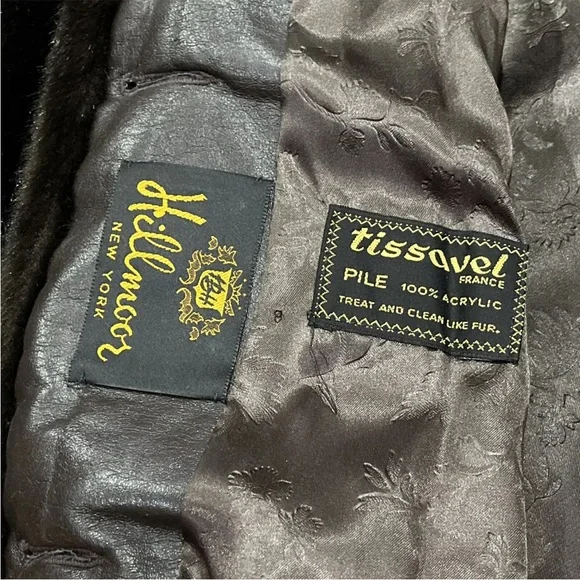 Hillmoor
NEW YORK
tissavel
FRANCE
PILE 100% ACRYLIC
TREAT AND CLEAN LIKE FUR.